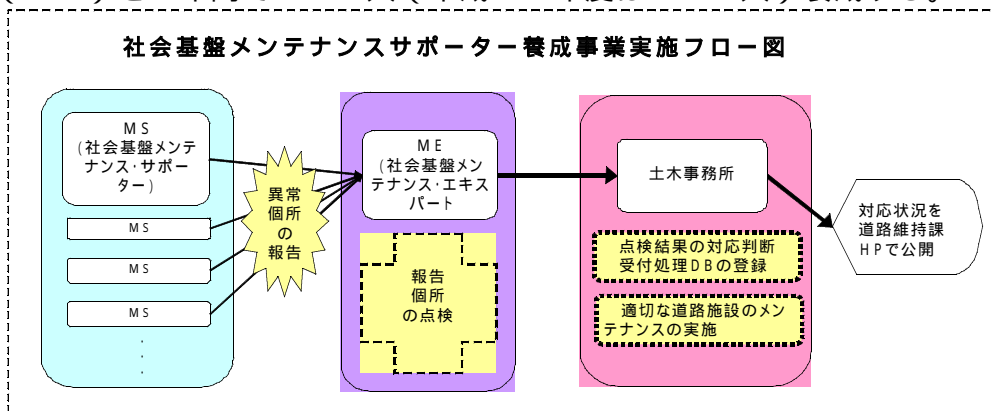 社会基盤メンテナンスサポーター養成事業実施フロー図
MS
(社会基盤メンテ
ナンス･サポー
ター)
MS
MS
MS
・
・
・
異常
個所
の
報告
ME
(社会基盤メン
テナンス･エキス
パート
報告
個所
の点検
土木事務所
点検結果の対応判断
受付処理DBの登録
適切な道路施設のメン
テナンスの実施
対応状況を
道路維持課
HPで公開